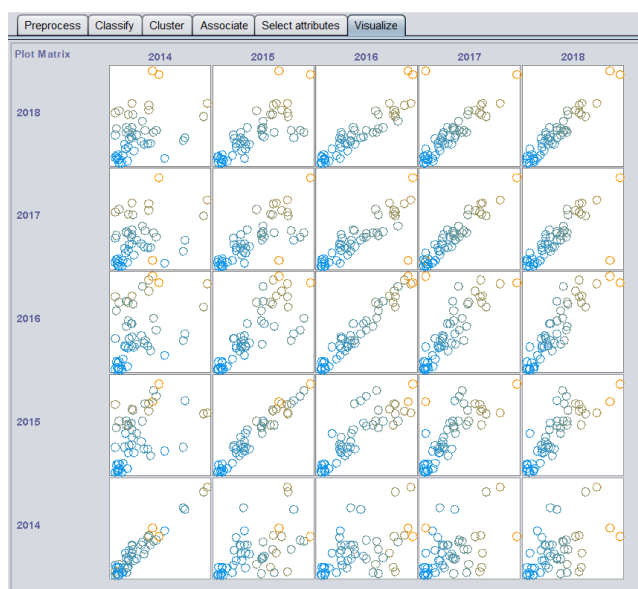 Preprocess Classify Cluster Associate Select attributes Visualize
Plot Matrix 2014 2015 2016 2017 2018
2018
2017
2016
2015
2014